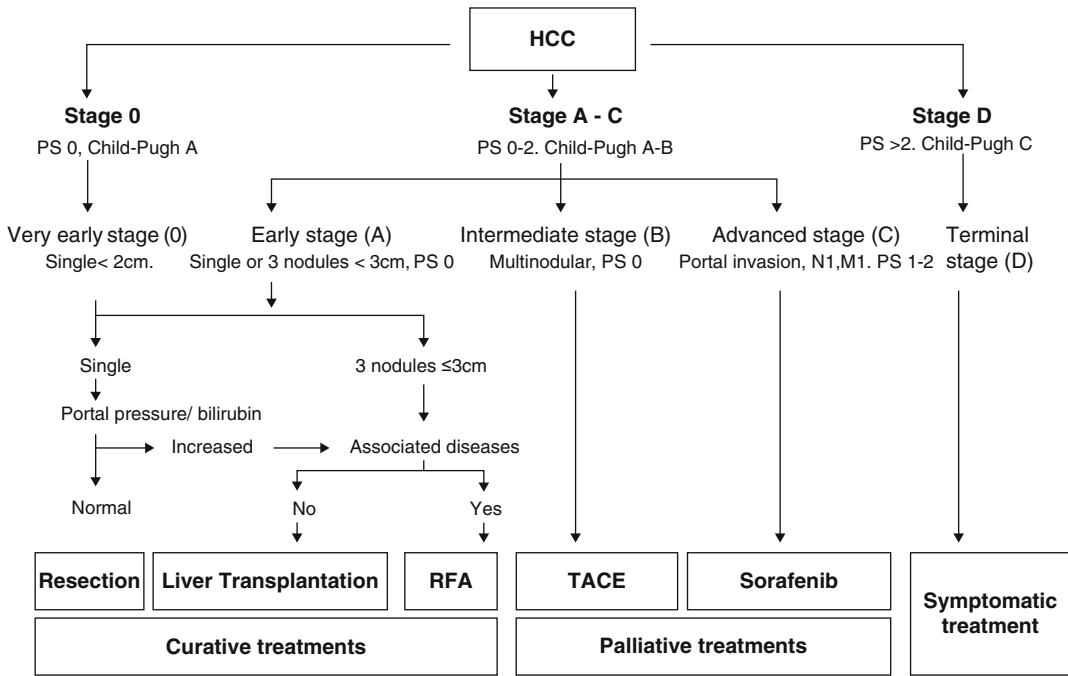 HCC
Stage 0
PS 0, Child-Pugh A
Stage A - C
PS 0-2. Child-Pugh A-B
Stage D
PS >2. Child-Pugh C
Very early stage (0)
Single< 2cm.
Early stage (A)
Single or 3 nodules < 3cm, PS 0
Intermediate stage (B)
Multinodular, PS 0
Advanced stage (C)
Portal invasion, N1,M1. PS 1-2
Terminal
stage (D)
Single
3 nodules ≤3cm
Portal pressure/ bilirubin
Increased
Associated diseases
Normal
No
Yes
Resection
Liver Transplantation
RFA
TACE
Sorafenib
Symptomatic
treatment
Curative treatments
Palliative treatments